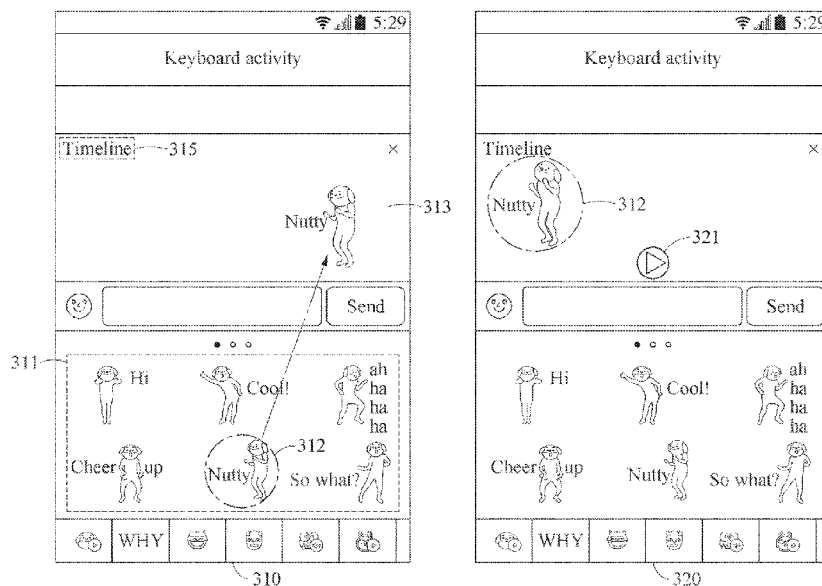 5:29
Keyboard activity
Timeline
315
×
Nutty
313
Send
311
Hi
Cool!
ah
ha
ha
ha
312
Cheer up
Nutty
So what?
WHY
310
5:29
Keyboard activity
Timeline
×
Nutty
312
321
Send
Hi
Cool!
ah
ha
ha
ha
Cheer up
Nutty
So what?
WHY
320